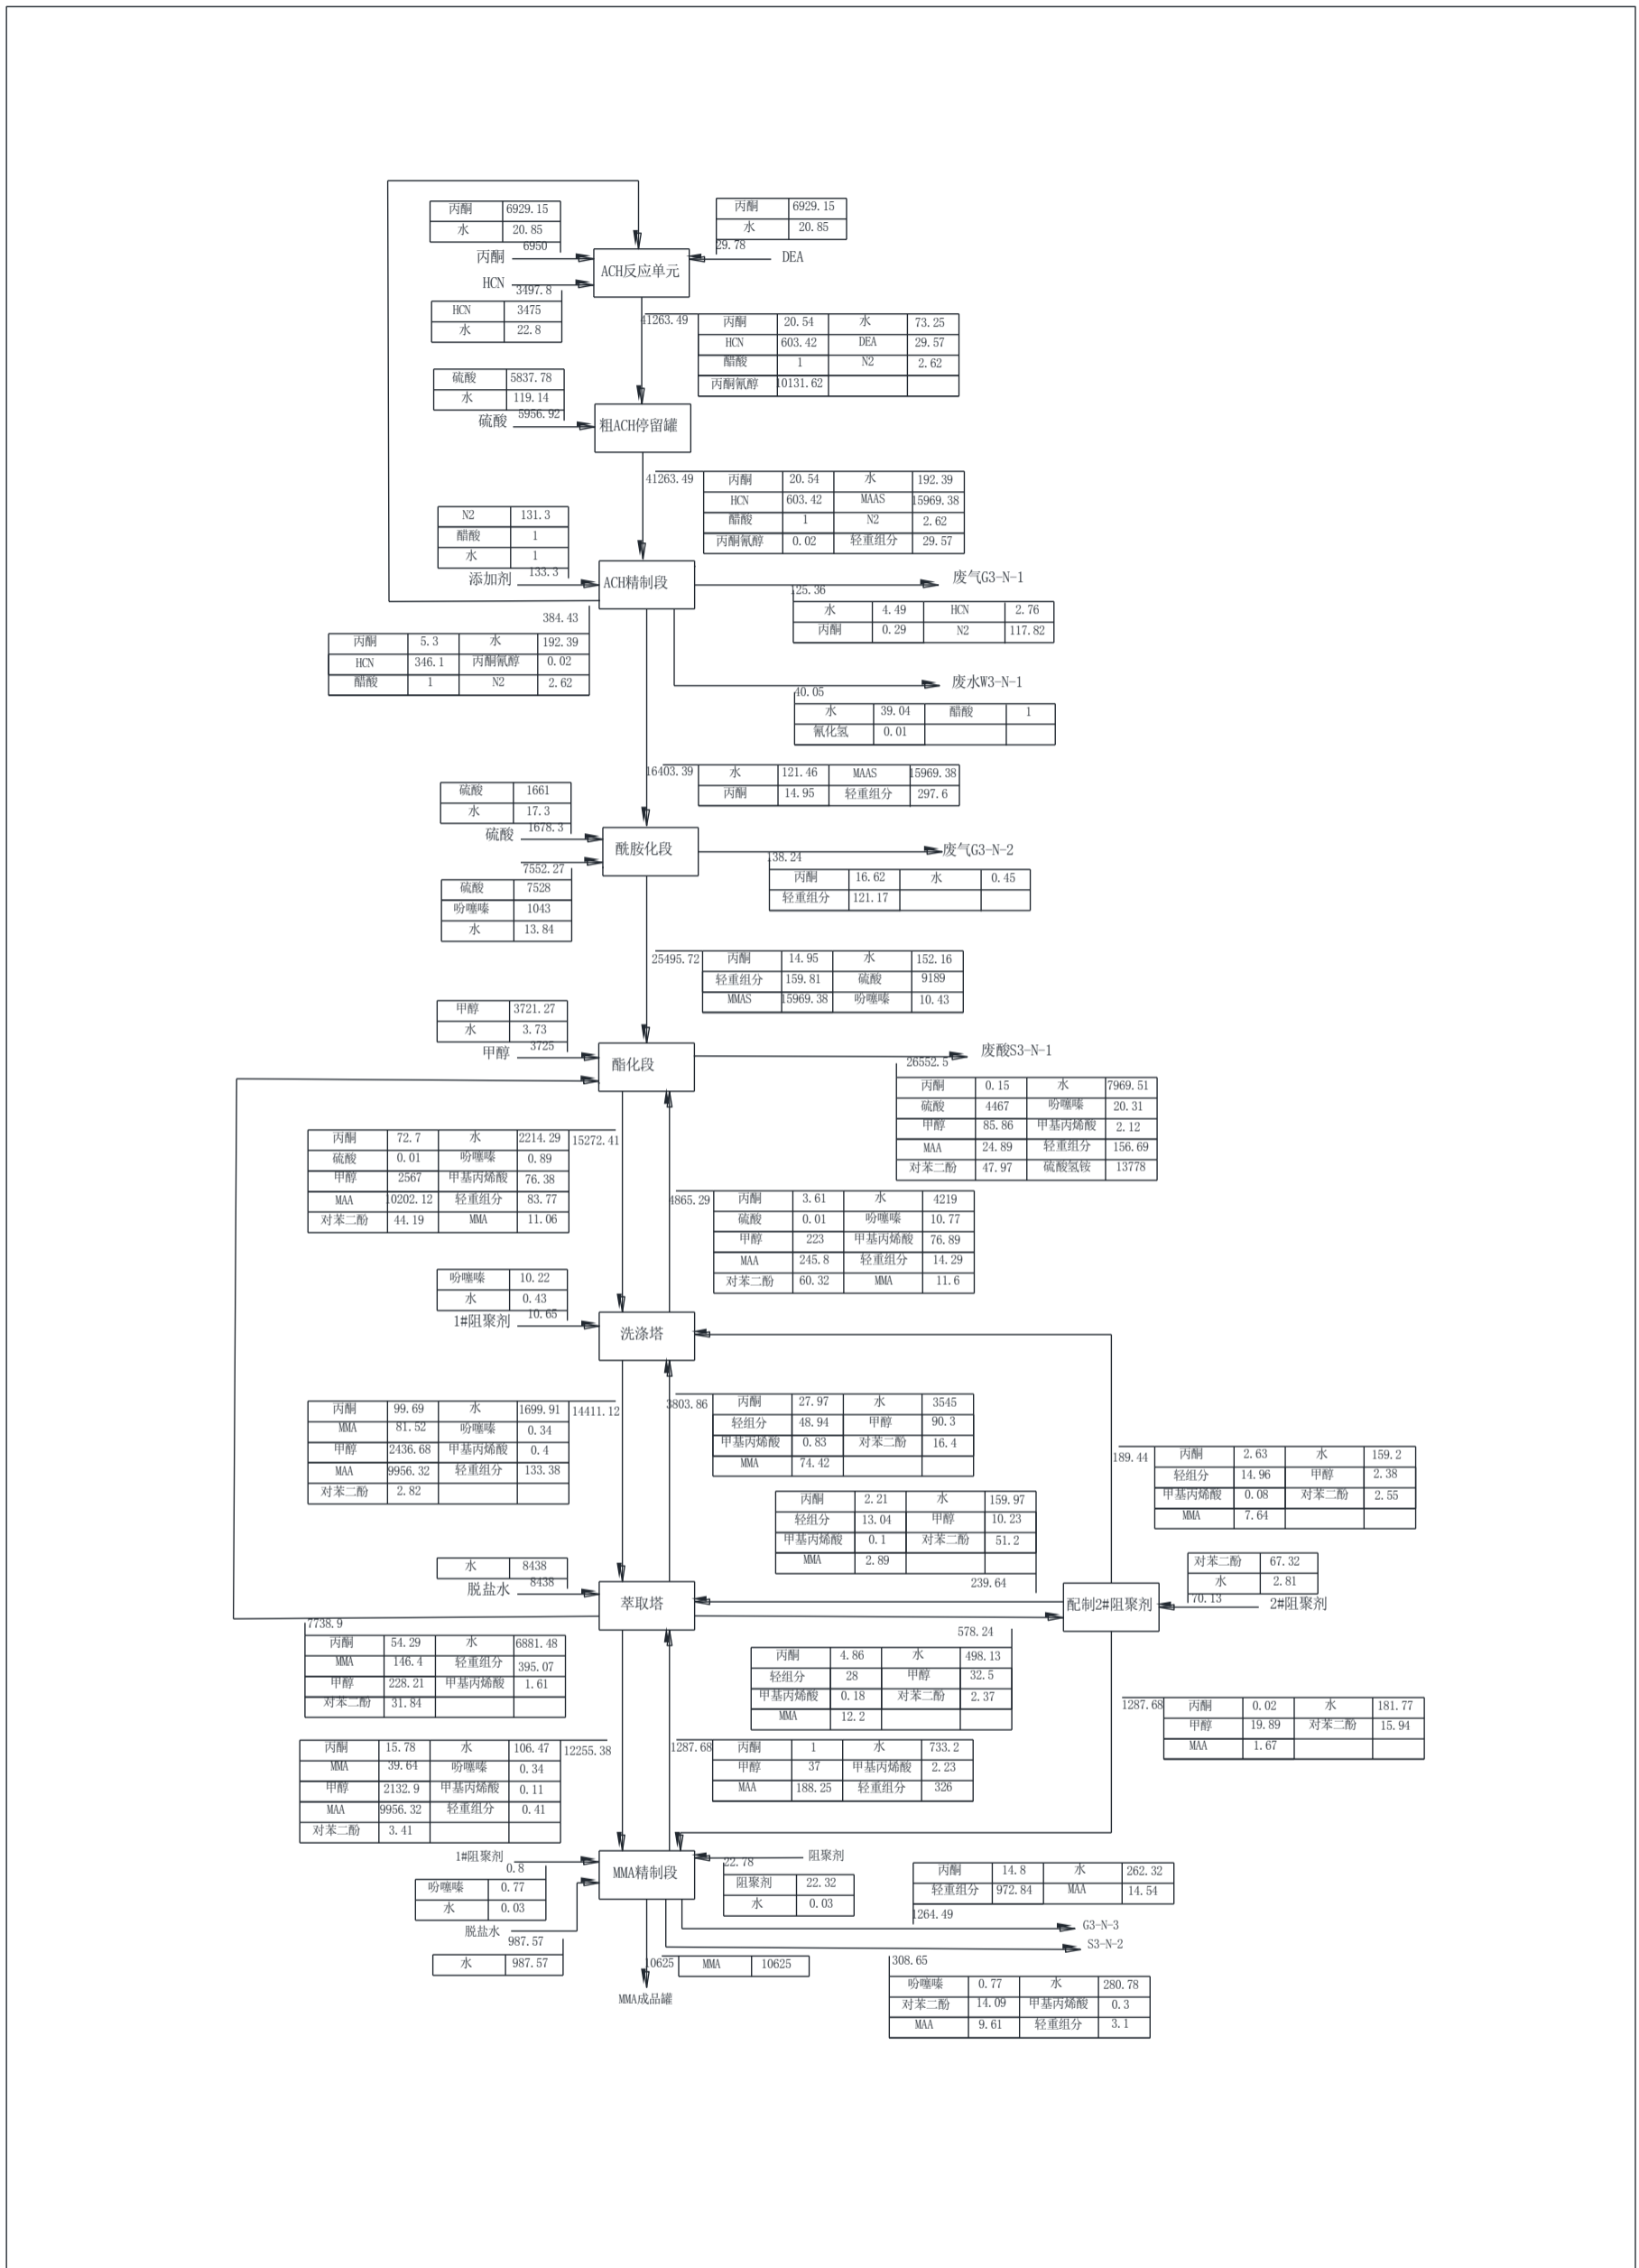 丙酮 6929.15
水 20.85
6950
丙酮
丙酮 6929.15
水 20.85
29.78
DEA
ACH反应单元
HCN
3497.8
HCN 3475
水 22.8
41263.49
丙酮 20.54 水 73.25
HCN 603.42 DEA 29.57
醋酸 1 N2 2.62
丙酮氰醇 10131.62
硫酸 5837.78
水 119.14
5956.92
硫酸
粗ACH停留罐
41263.49
丙酮 20.54 水 192.39
HCN 603.42 MAAS 15969.38
醋酸 1 N2 2.62
丙酮氰醇 0.02 轻重组分 29.57
N2 131.3
醋酸 1
水 1
133.3
添加剂
ACH精制段
废气G3-N-1
125.36
水 4.49 HCN 2.76
丙酮 0.29 N2 117.82
384.43
丙酮 5.3 水 192.39
HCN 346.1 丙酮氰醇 0.02
醋酸 1 N2 2.62
废水W3-N-1
40.05
水 39.04 醋酸 1
氰化氢 0.01
16403.39
水 121.46 MAAS 15969.38
丙酮 14.95 轻重组分 297.6
硫酸 1661
水 17.3
1678.3
硫酸
酰胺化段
废气G3-N-2
138.24
丙酮 16.62 水 0.45
轻重组分 121.17
7552.27
硫酸 7528
吩噻嗪 1043
水 13.84
25495.72
丙酮 14.95 水 152.16
轻重组分 159.81 硫酸 9189
MMAS 15969.38 吩噻嗪 10.43
甲醇 3721.27
水 3.73
3725
甲醇
酯化段
废酸S3-N-1
26552.5
丙酮 0.15 水 7969.51
硫酸 4467 吩噻嗪 20.31
甲醇 85.86 甲基丙烯酸 2.12
MAA 24.89 轻重组分 156.69
对苯二酚 47.97 硫酸氢铵 13778
15272.41
丙酮 72.7 水 2214.29
硫酸 0.01 吩噻嗪 0.89
甲醇 2567 甲基丙烯酸 76.38
MAA 10202.12 轻重组分 83.77
对苯二酚 44.19 MMA 11.06
4865.29
丙酮 3.61 水 4219
硫酸 0.01 吩噻嗪 10.77
甲醇 223 甲基丙烯酸 76.89
MAA 245.8 轻重组分 14.29
对苯二酚 60.32 MMA 11.6
吩噻嗪 10.22
水 0.43
10.65
1#阻聚剂
洗涤塔
14411.12
丙酮 99.69 水 1699.91
MMA 81.52 吩噻嗪 0.34
甲醇 2436.68 甲基丙烯酸 0.4
MAA 9956.32 轻重组分 133.38
对苯二酚 2.82
3803.86
丙酮 27.97 水 3545
轻组分 48.94 甲醇 90.3
甲基丙烯酸 0.83 对苯二酚 16.4
MMA 74.42
189.44
丙酮 2.63 水 159.2
轻组分 14.96 甲醇 2.38
甲基丙烯酸 0.08 对苯二酚 2.55
MMA 7.64
丙酮 2.21 水 159.97
轻组分 13.04 甲醇 10.23
甲基丙烯酸 0.1 对苯二酚 51.2
MMA 2.89
239.64
水 8438
8438
脱盐水
萃取塔
配制2#阻聚剂
对苯二酚 67.32
水 2.81
70.13
2#阻聚剂
7738.9
丙酮 54.29 水 6881.48
MMA 146.4 轻重组分 395.07
甲醇 228.21 甲基丙烯酸 1.61
对苯二酚 31.84
578.24
丙酮 4.86 水 498.13
轻组分 28 甲醇 32.5
甲基丙烯酸 0.18 对苯二酚 2.37
MMA 12.2
1287.68
丙酮 0.02 水 181.77
甲醇 19.89 对苯二酚 15.94
MAA 1.67
12255.38
丙酮 15.78 水 106.47
MMA 39.64 吩噻嗪 0.34
甲醇 2132.9 甲基丙烯酸 0.11
MAA 9956.32 轻重组分 0.41
对苯二酚 3.41
1287.68
丙酮 1 水 733.2
甲醇 37 甲基丙烯酸 2.23
MAA 188.25 轻重组分 326
1#阻聚剂
0.8
吩噻嗪 0.77
水 0.03
MMA精制段
阻聚剂
22.78
阻聚剂 22.32
水 0.03
丙酮 14.8 水 262.32
轻重组分 972.84 MAA 14.54
1264.49
G3-N-3
S3-N-2
脱盐水
987.57
水 987.57
10625
MMA 10625
MMA成品罐
308.65
吩噻嗪 0.77 水 280.78
对苯二酚 14.09 甲基丙烯酸 0.3
MAA 9.61 轻重组分 3.1